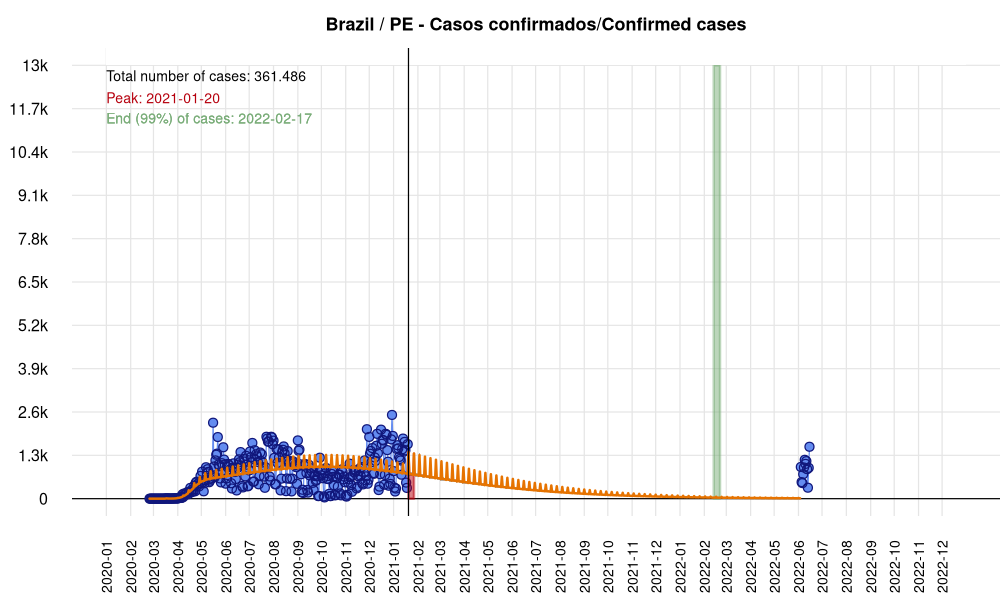 Brazil / PE - Casos confirmados/Confirmed cases
13k
Total number of cases: 361.486
Peak: 2021-01-20
11.7k
End (99%) of cases: 2022-02-17
10.4k
9.1k
7.8k
6.5k
5.2k
3.9k
2.6k
1.3k
0
2020-01
2020-02
2020-03
2020-04
2020-05
2020-06
2020-07
2020-08
2020-09
2020-10
2020-11
2020-12
2021-01
2021-02
2021-03
2021-04
2021-05
2021-06
2021-07
2021-08
2021-09
2021-10
2021-11
2021-12
2022-01
2022-02
2022-03
2022-04
2022-05
2022-06
2022-07
2022-08
2022-09
2022-10
2022-11
2022-12